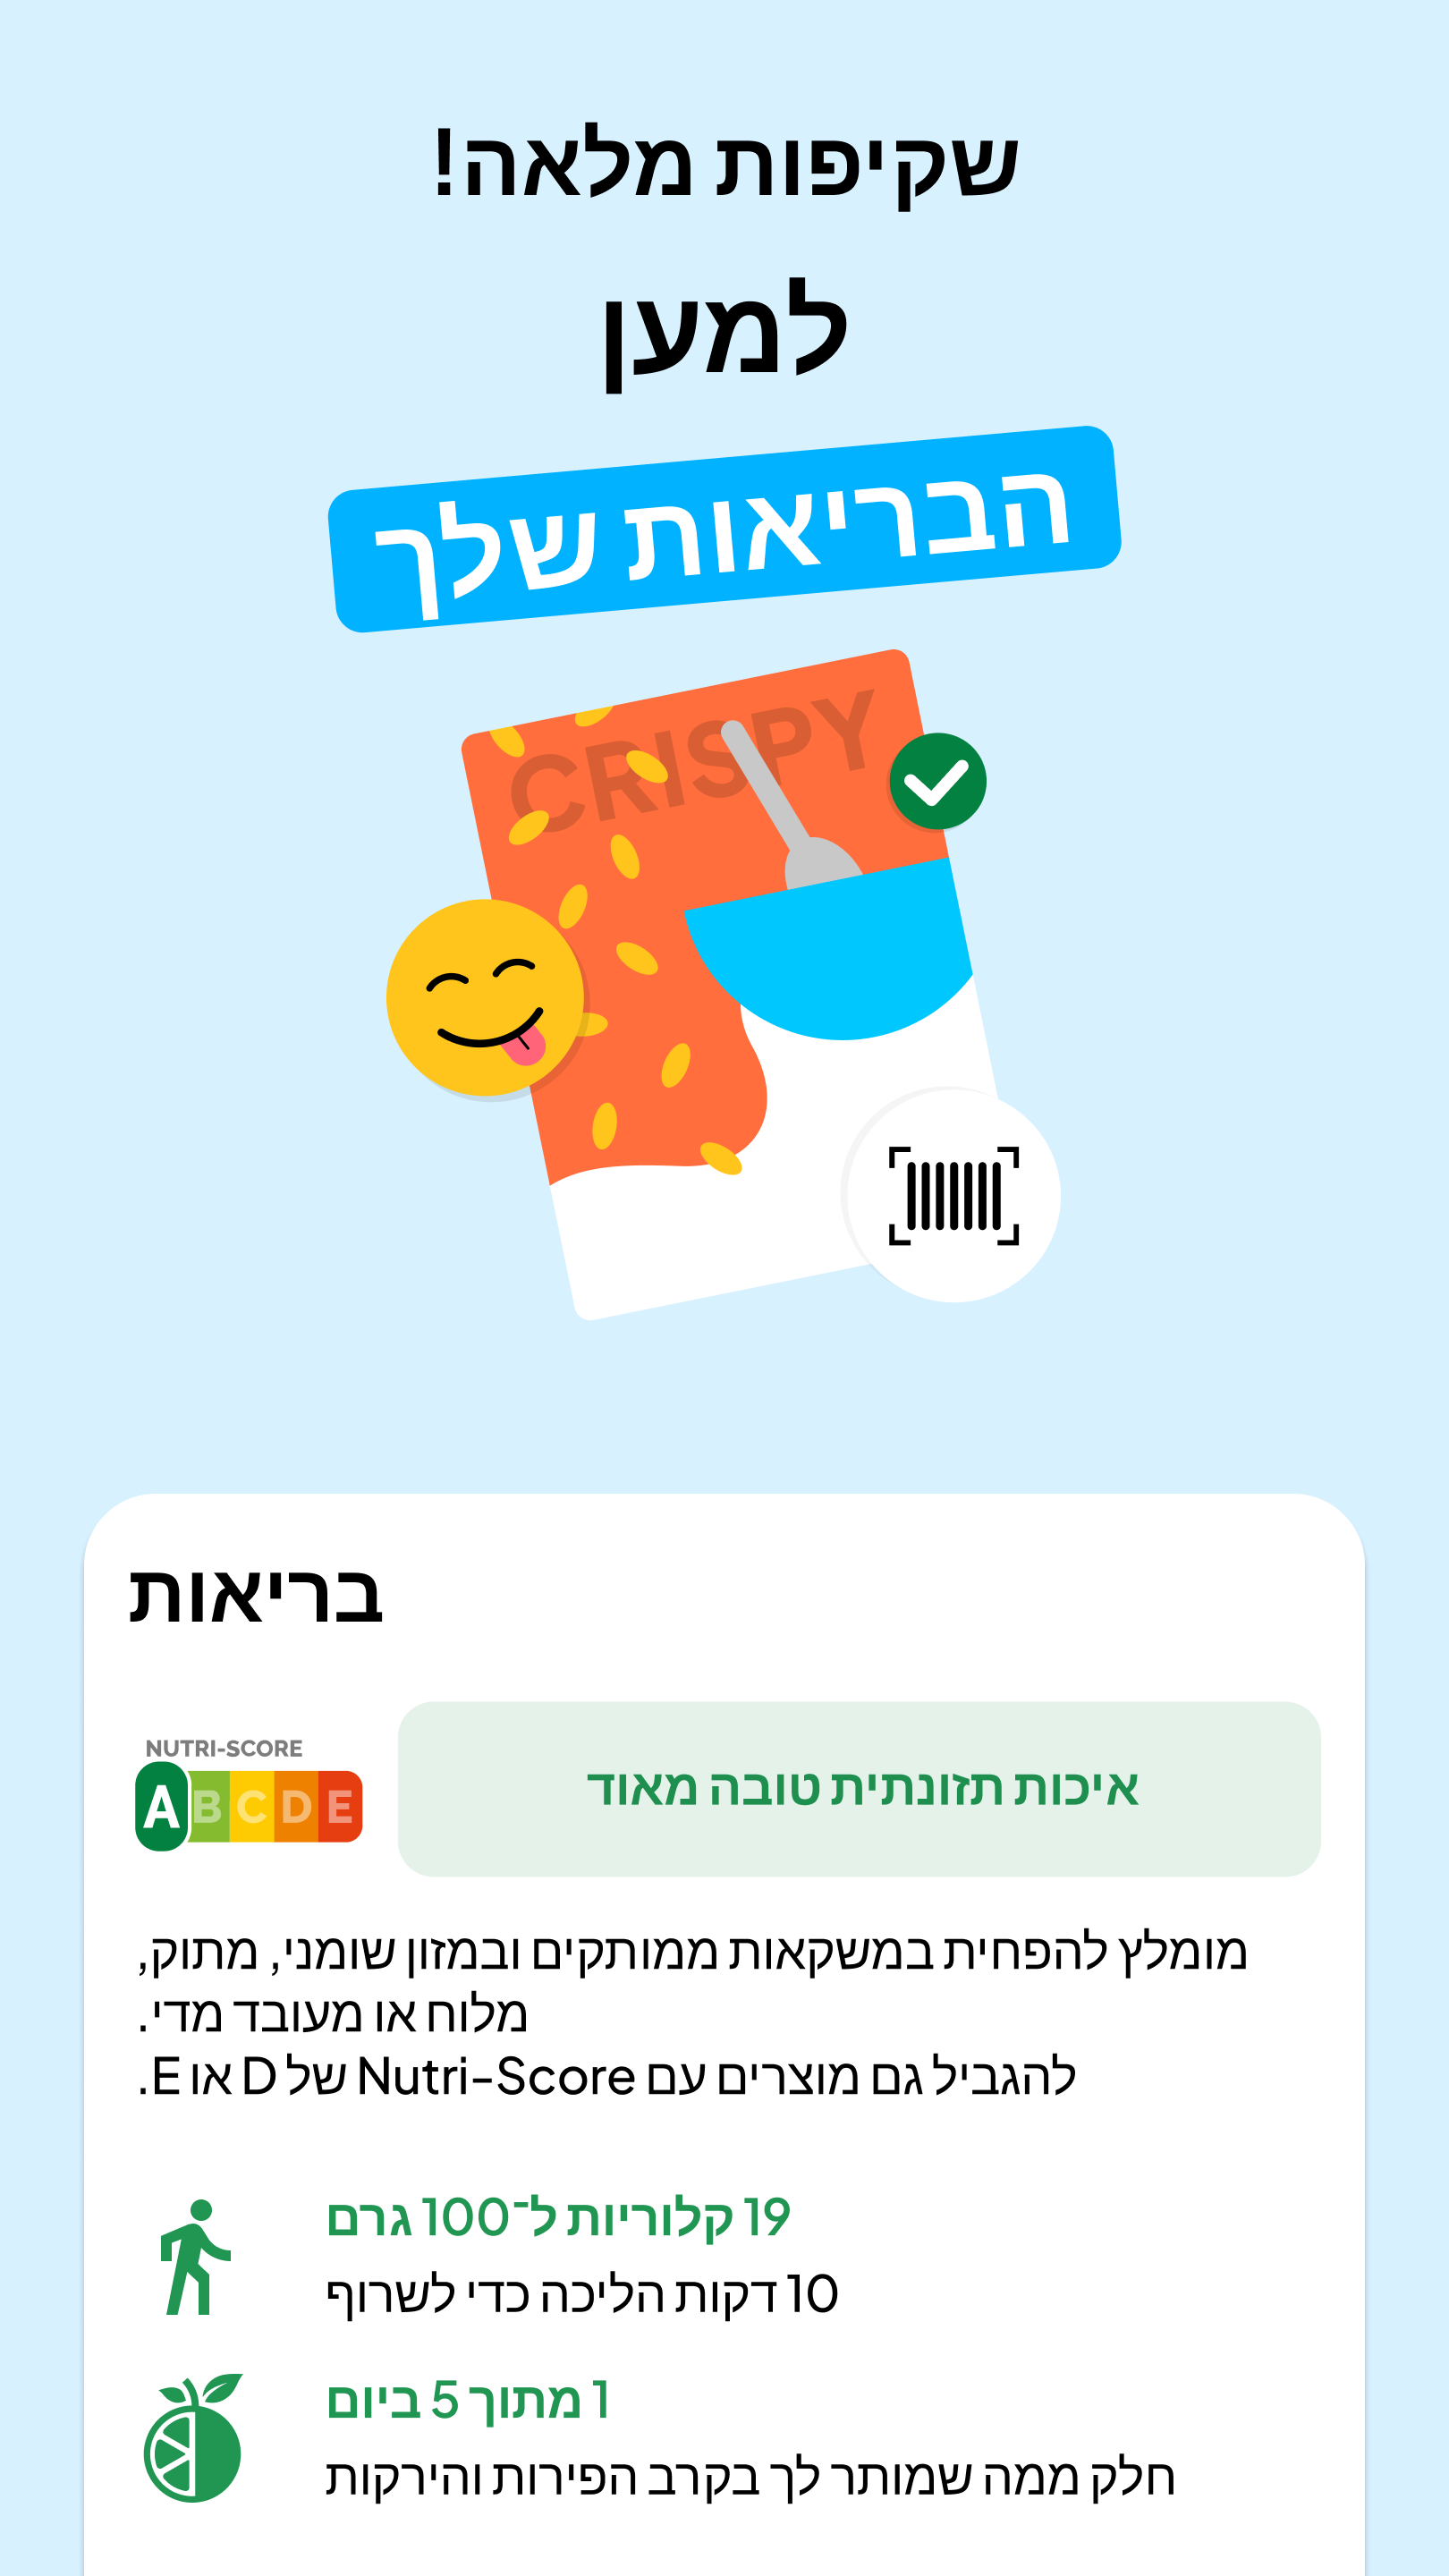 שקיפות מלאה!
למען
הבריאות שלך
CRISPY
בריאות
NUTRI-SCORE
A B C D E
איכות תזונתית טובה מאוד
מומלץ להפחית במשקאות ממותקים ובמזון שומני, מתוק,
מלוח או מעובד מדי.
להגביל גם מוצרים עם Nutri-Score של D או E.
19 קלוריות ל־100 גרם
10 דקות הליכה כדי לשרוף
1 מתוך 5 ביום
חלק ממה שמותר לך בקרב הפירות והירקות